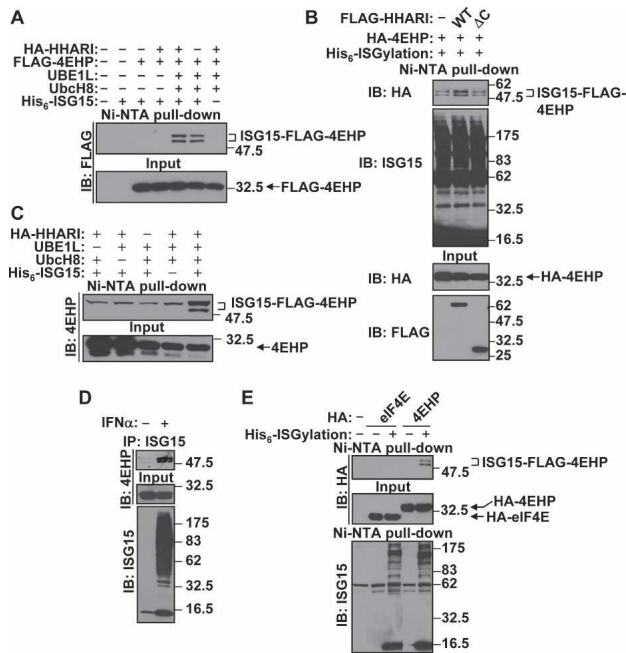 A
HA-HHARI:− − − + + + +
FLAG-4EHP:− − + + + + +
UBE1L:− − − − + + +
UbcH8:− − − − + + +
His6-ISG15:− + + + + + −
Ni-NTA pull-down
ISG15-FLAG-4EHP
47.5
Input
32.5
FLAG-4EHP
IB: FLAG
B
FLAG-HHARI: − WT ΔC
HA-4EHP:+ + +
His6-ISGylation:+ + +
Ni-NTA pull-down
IB: HA
62
47.5
ISG15-FLAG-
4EHP
IB: ISG15
175
83
62
32.5
16.5
Input
IB: HA
32.5
HA-4EHP
IB: FLAG
62
47.5
32.5
25
C
HA-HHARI:− + + + +
UBE1L:+ − + + +
UbcH8:+ + − + +
His6-ISG15:+ + + − +
Ni-NTA pull-down
ISG15-FLAG-4EHP
47.5
Input
32.5
4EHP
IB: 4EHP
D
IFNα: − +
IP: ISG15
47.5
Input
32.5
IB: 4EHP
175
83
62
32.5
16.5
IB: ISG15
E
HA: − eIF4E 4EHP
His6-ISGylation:− − + − +
Ni-NTA pull-down
47.5
ISG15-FLAG-4EHP
Input
32.5
HA-4EHP
HA-eIF4E
IB: HA
Ni-NTA pull-down
175
83
62
32.5
16.5
IB: ISG15